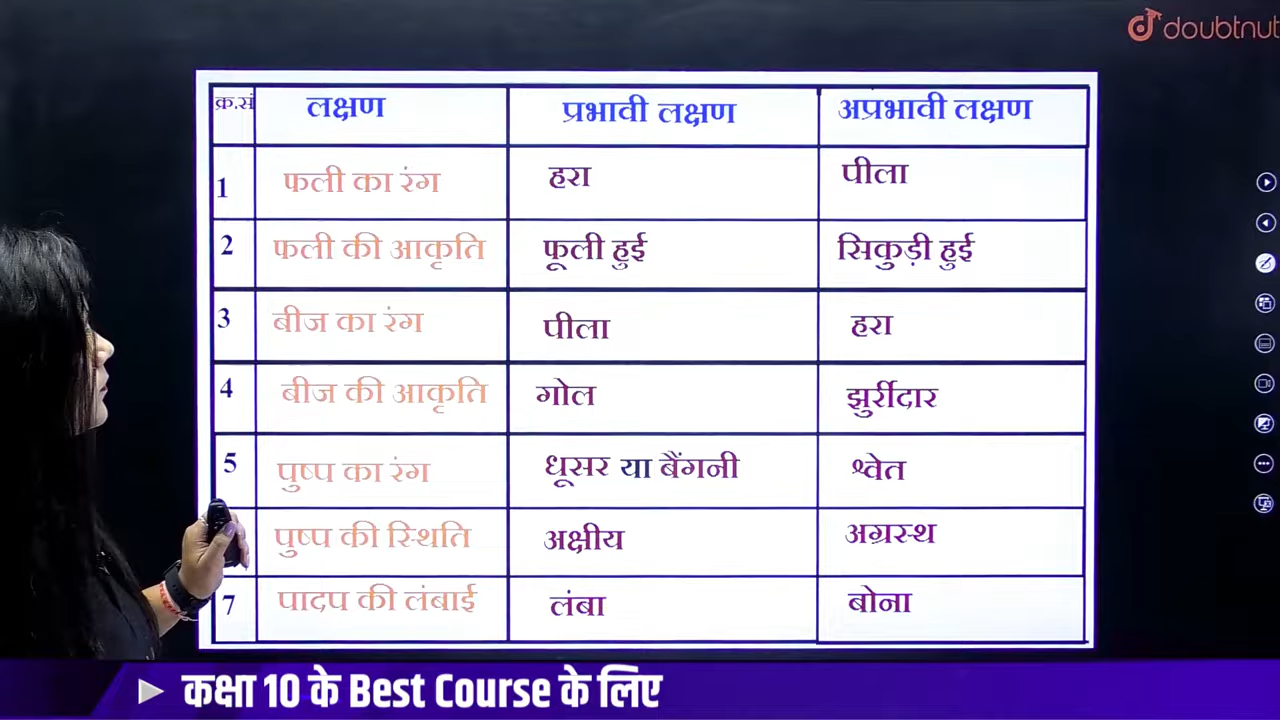 doubtnut
क्र.सं लक्षण प्रभावी लक्षण अप्रभावी लक्षण
1 फली का रंग हरा पीला
2 फली की आकृति फूली हुई सिकुड़ी हुई
3 बीज का रंग पीला हरा
4 बीज की आकृति गोल झुर्रीदार
5 पुष्प का रंग धूसर या बैंगनी श्वेत
पुष्प की स्थिति अक्षीय अग्रस्थ
7 पादप की लंबाई लंबा बोना
कक्षा 10 के Best Course के लिए